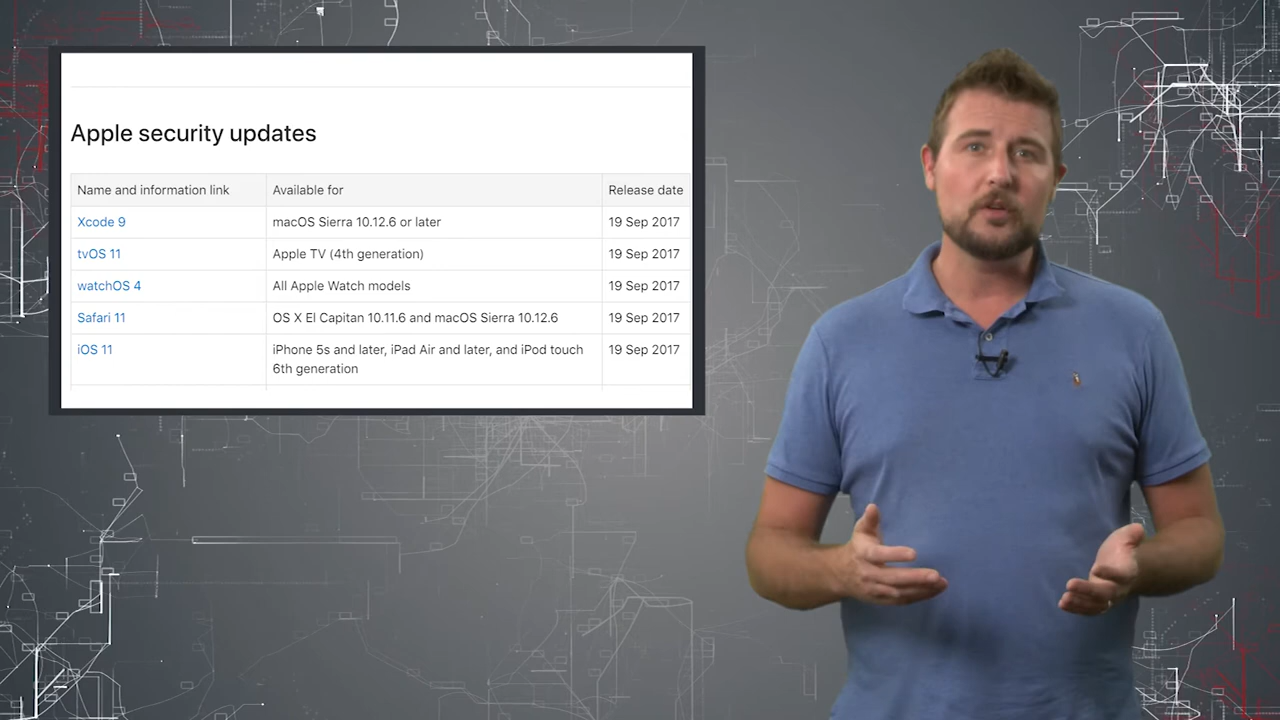 Apple security updates
Name and information link Available for Release date
Xcode 9 macOS Sierra 10.12.6 or later 19 Sep 2017
tvOS 11 Apple TV (4th generation) 19 Sep 2017
watchOS 4 All Apple Watch models 19 Sep 2017
Safari 11 OS X El Capitan 10.11.6 and macOS Sierra 10.12.6 19 Sep 2017
iOS 11 iPhone 5s and later, iPad Air and later, and iPod touch 19 Sep 2017
6th generation